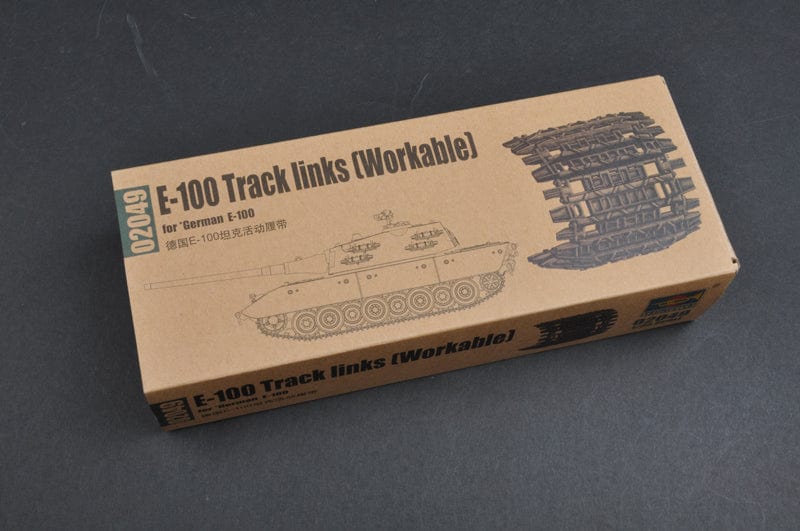 02049
E-100 Track links (Workable)
for "German E-100
德国E-100坦克活动履带
02049
E-100 Track links (Workable)
for "German E-100
02049